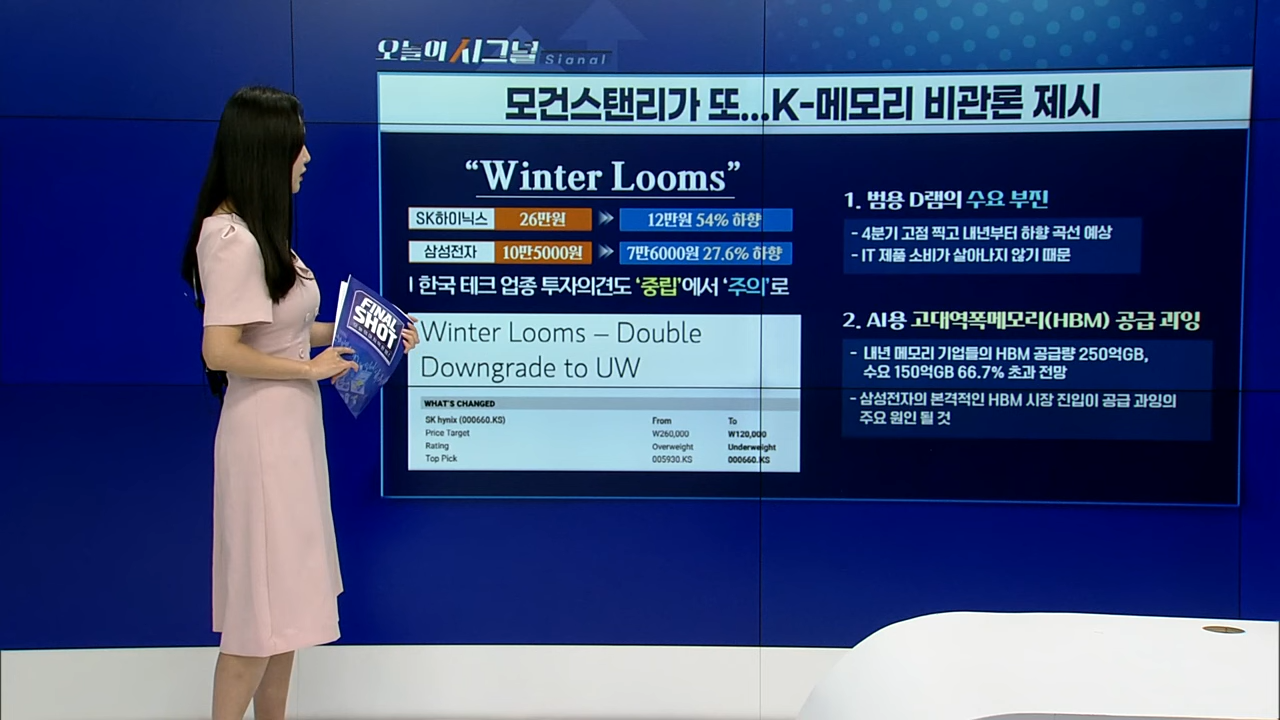 오늘의 시그널
Signal
모건스탠리가 또...K-메모리 비관론 제시
“Winter Looms”
SK하이닉스 26만원 12만원 54% 하향
삼성전자 10만5000원 7만6000원 27.6% 하향
한국 테크 업종 투자의견도 ‘중립’에서 ‘주의’로
Winter Looms – Double
Downgrade to UW
WHAT'S CHANGED
SK hynix (000660.KS) From To
Price Target W260,000 W120,000
Rating Overweight Underweight
Top Pick 005930.KS 000660.KS
1. 범용 D램의 수요 부진
- 4분기 고점 찍고 내년부터 하향 곡선 예상
- IT 제품 소비가 살아나지 않기 때문
2. AI용 고대역폭메모리(HBM) 공급 과잉
- 내년 메모리 기업들의 HBM 공급량 250억GB,
수요 150억GB 66.7% 초과 전망
- 삼성전자의 본격적인 HBM 시장 진입이 공급 과잉의
주요 원인 될 것
FINAL
SHOT